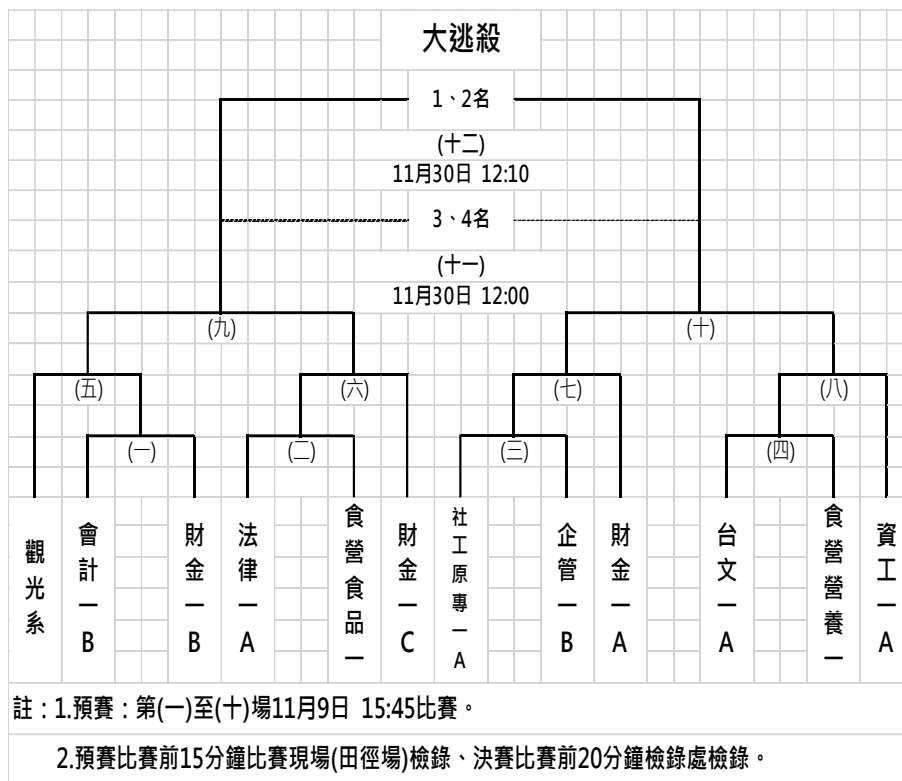 大逃殺
1、2名
(十二)
11月30日 12:10
3、4名
(十一)
11月30日 12:00
(九)
(十)
(五)
(六)
(七)
(八)
(一)
(二)
(三)
(四)
觀光系
會計一B
財金一B
法律一A
食營食品一
財金一C
社工原專一A
企管一B
財金一A
台文一A
食營營養一
資工一A
註：1.預賽：第(一)至(十)場11月9日 15:45比賽。
2.預賽比賽前15分鐘比賽現場(田徑場)檢錄、決賽比賽前20分鐘檢錄處檢錄。